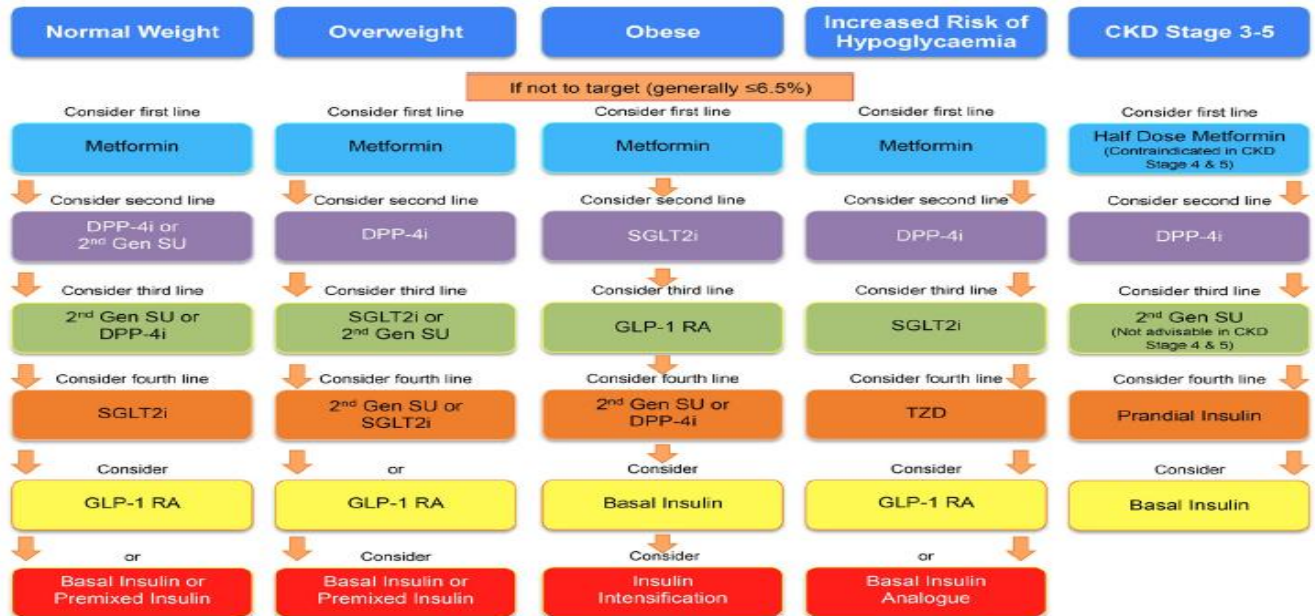 Normal Weight
Overweight
Obese
Increased Risk of
Hypoglycaemia
CKD Stage 3-5
If not to target (generally ≤6.5%)
Consider first line
Consider first line
Consider first line
Consider first line
Consider first line
Metformin
Metformin
Metformin
Metformin
Half Dose Metformin
(Contraindicated in CKD
Stage 4 & 5)
Consider second line
Consider second line
Consider second line
Consider second line
Consider second line
DPP-4i or
2nd Gen SU
DPP-4i
SGLT2i
DPP-4i
DPP-4i
Consider third line
Consider third line
Consider third line
Consider third line
Consider third line
2nd Gen SU or
DPP-4i
SGLT2i or
2nd Gen SU
GLP-1 RA
SGLT2i
2nd Gen SU
(Not advisable in CKD
Stage 4 & 5)
Consider fourth line
Consider fourth line
Consider fourth line
Consider fourth line
Consider fourth line
SGLT2i
2nd Gen SU or
SGLT2i
2nd Gen SU or
DPP-4i
TZD
Prandial Insulin
Consider
or
Consider
Consider
Consider
GLP-1 RA
GLP-1 RA
Basal Insulin
GLP-1 RA
Basal Insulin
or
Consider
Consider
or
Basal Insulin or
Premixed Insulin
Basal Insulin or
Premixed Insulin
Insulin
Intensification
Basal Insulin
Analogue